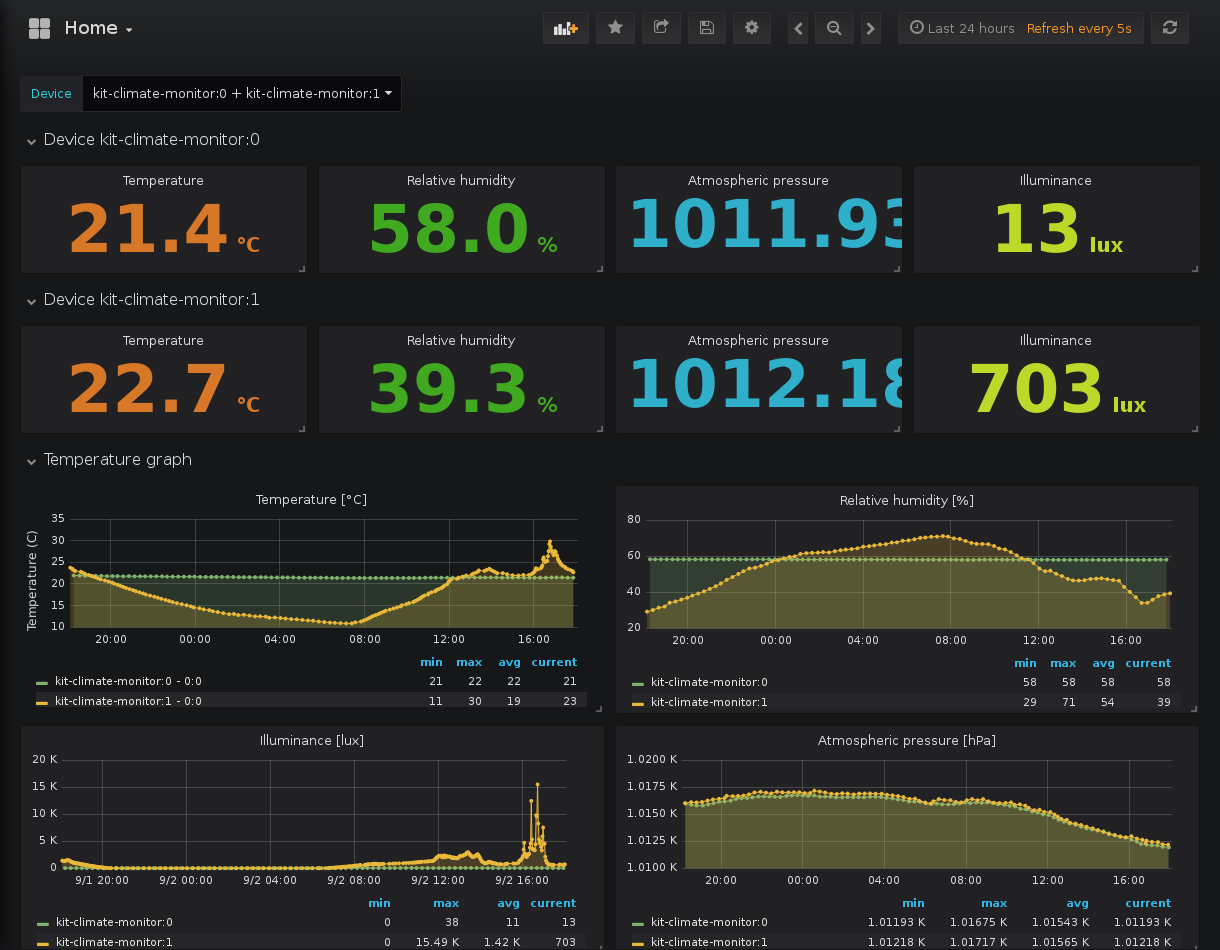 Home
Last 24 hours Refresh every 5s
Device kit-climate-monitor:0 + kit-climate-monitor:1
Device kit-climate-monitor:0
Temperature Relative humidity Atmospheric pressure Illuminance
21.4 °C 58.0 % 1011.93 13 lux
Device kit-climate-monitor:1
Temperature Relative humidity Atmospheric pressure Illuminance
22.7 °C 39.3 % 1012.18 703 lux
Temperature graph
Temperature [°C]
Temperature (C)
35
30
25
20
15
10
20:00 00:00 04:00 08:00 12:00 16:00
min max avg current
kit-climate-monitor:0 - 0:0 21 22 22 21
kit-climate-monitor:1 - 0:0 11 30 19 23
Relative humidity [%]
80
60
40
20
20:00 00:00 04:00 08:00 12:00 16:00
min max avg current
kit-climate-monitor:0 58 58 58 58
kit-climate-monitor:1 29 71 54 39
Illuminance [lux]
20 K
15 K
10 K
5 K
0
9/1 20:00 9/2 00:00 9/2 04:00 9/2 08:00 9/2 12:00 9/2 16:00
min max avg current
kit-climate-monitor:0 0 38 11 13
kit-climate-monitor:1 0 15.49 K 1.42 K 703
Atmospheric pressure [hPa]
1.0200 K
1.0175 K
1.0150 K
1.0125 K
1.0100 K
20:00 00:00 04:00 08:00 12:00 16:00
min max avg current
kit-climate-monitor:0 1.01193 K 1.01675 K 1.01543 K 1.01193 K
kit-climate-monitor:1 1.01218 K 1.01717 K 1.01565 K 1.01218 K